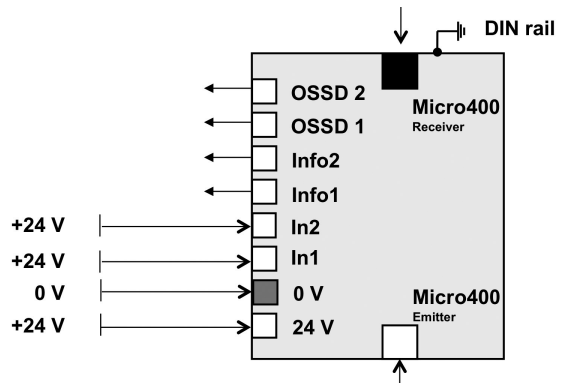 DIN rail
OSSD 2
Micro400
Receiver
OSSD 1
Info2
Info1
+24 V
In2
+24 V
In1
0 V
0 V
Micro400
Emitter
+24 V
24 V